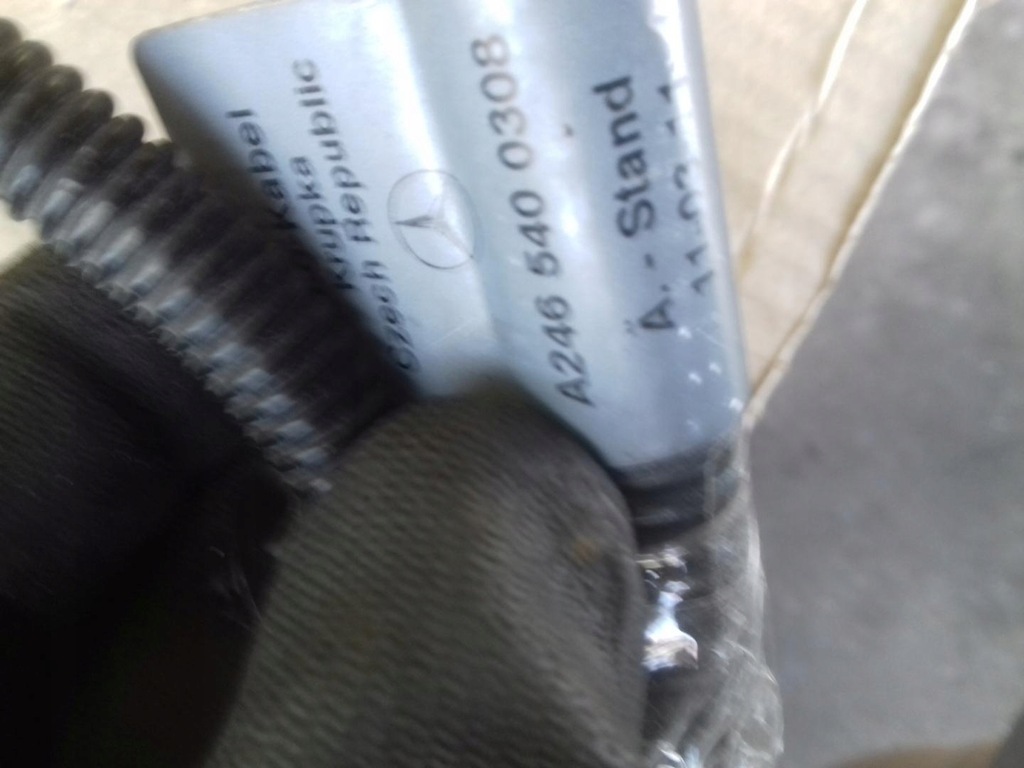 Kabel
Krupka
Czech Republic
A246 540 0308
Ä. - Stand